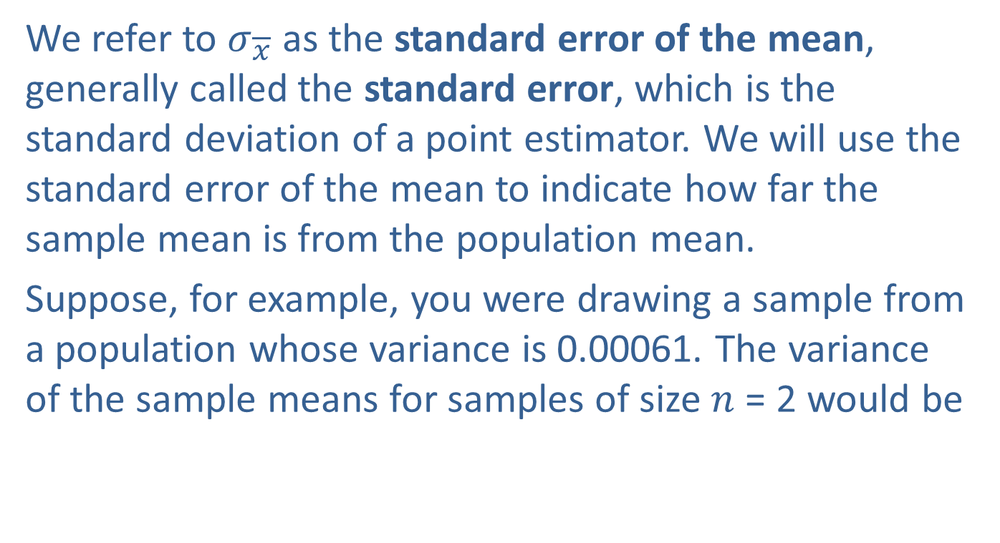 We refer to σx̅ as the standard error of the mean,
generally called the standard error, which is the
standard deviation of a point estimator. We will use the
standard error of the mean to indicate how far the
sample mean is from the population mean.
Suppose, for example, you were drawing a sample from
a population whose variance is 0.00061. The variance
of the sample means for samples of size n = 2 would be